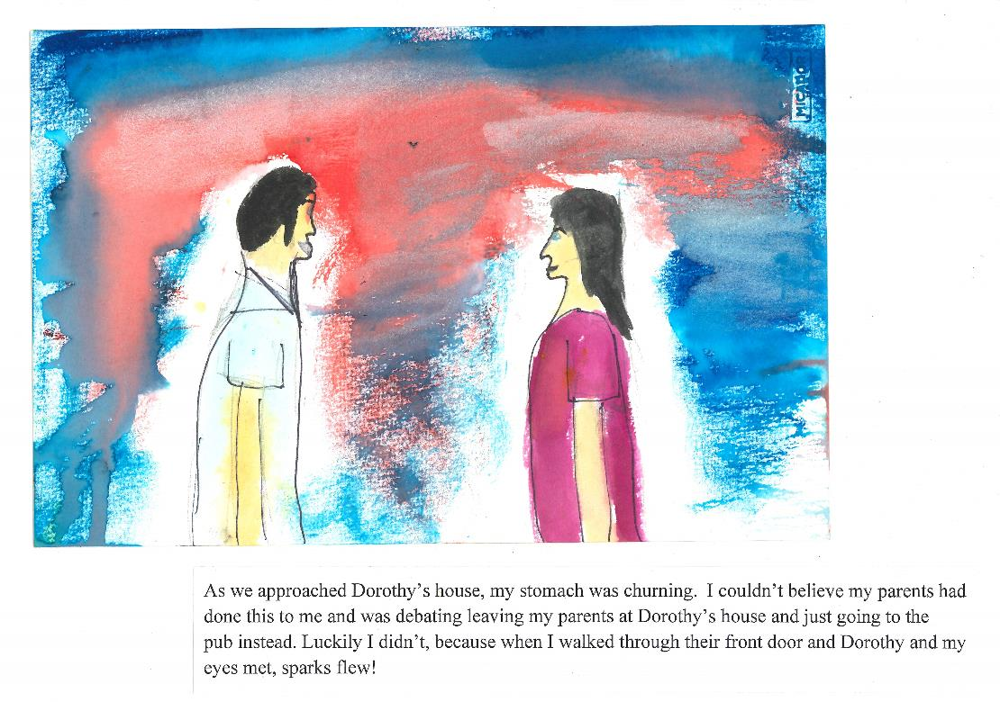 As we approached Dorothy’s house, my stomach was churning.  I couldn’t believe my parents had
done this to me and was debating leaving my parents at Dorothy’s house and just going to the
pub instead. Luckily I didn’t, because when I walked through their front door and Dorothy and my
eyes met, sparks flew!